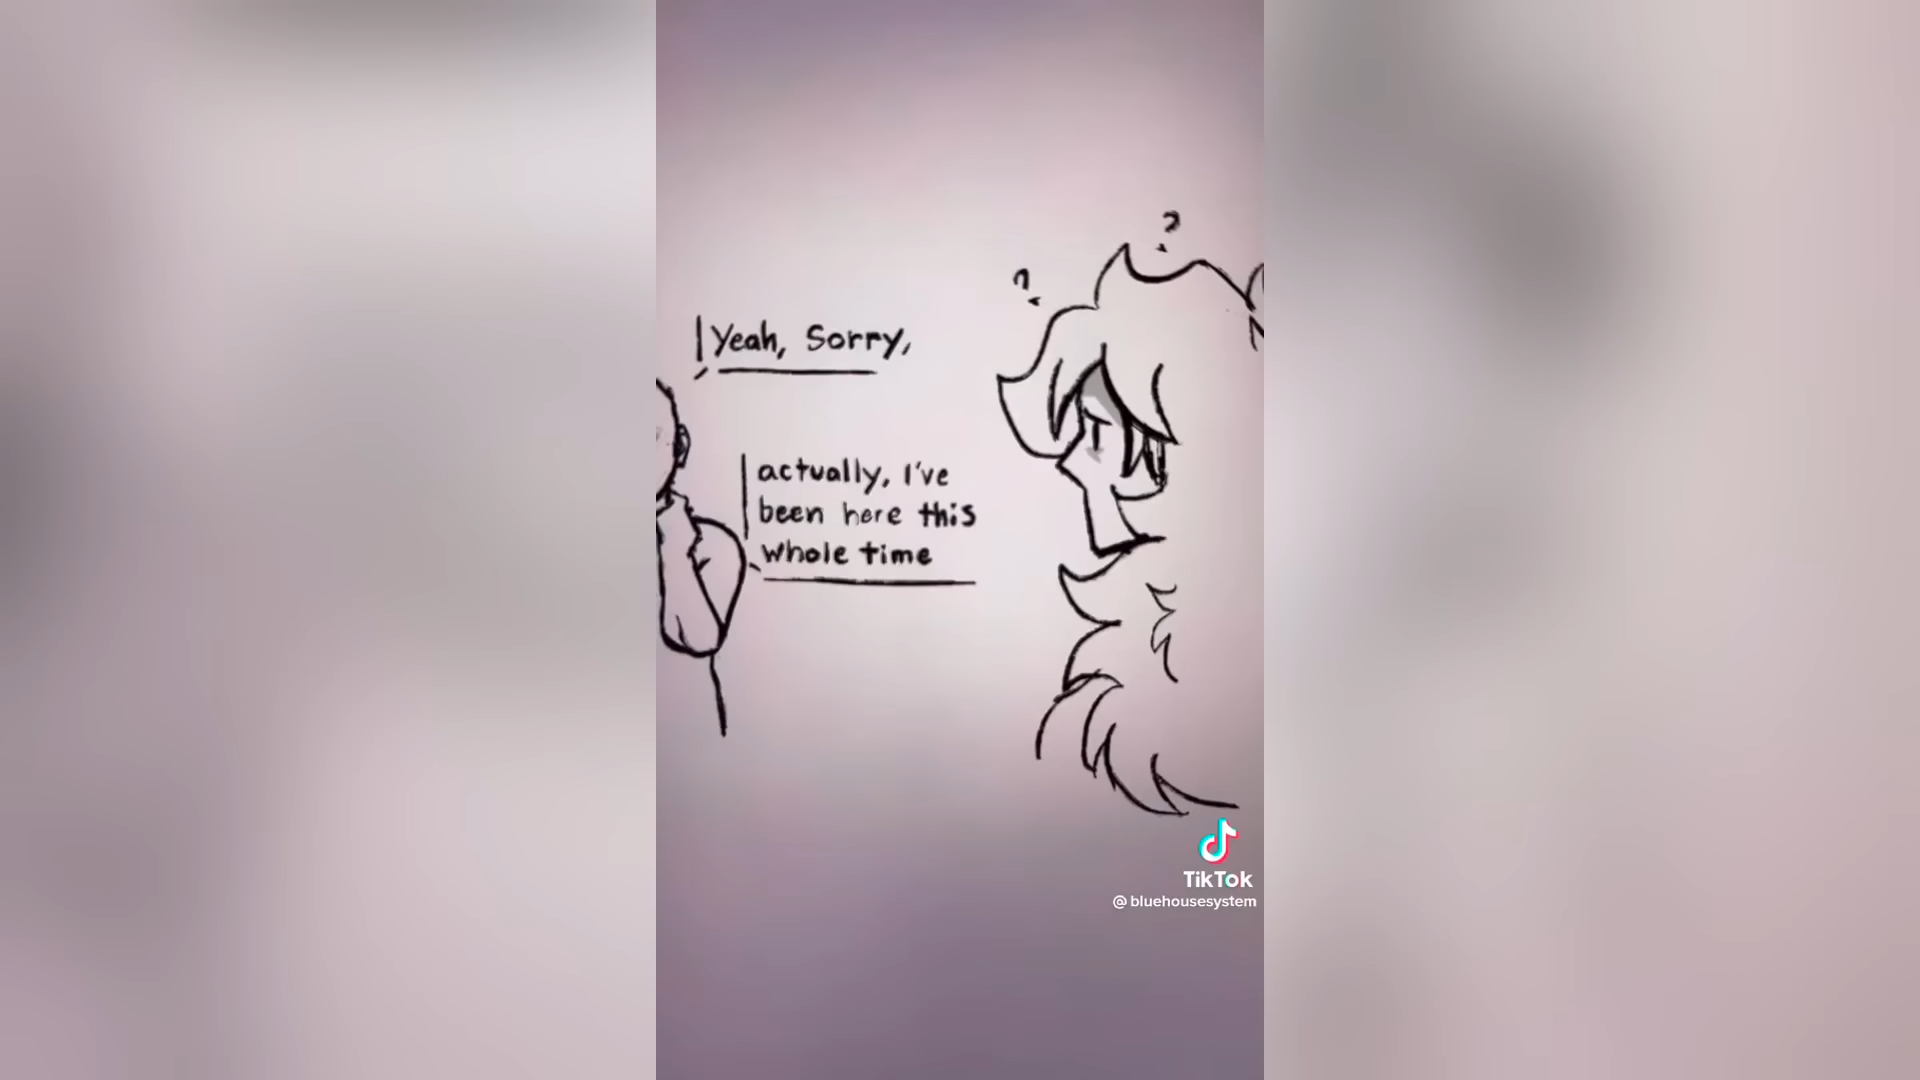 ?
?
Yeah, Sorry,
actually, I've
been here this
whole time
TikTok
@bluehousesystem